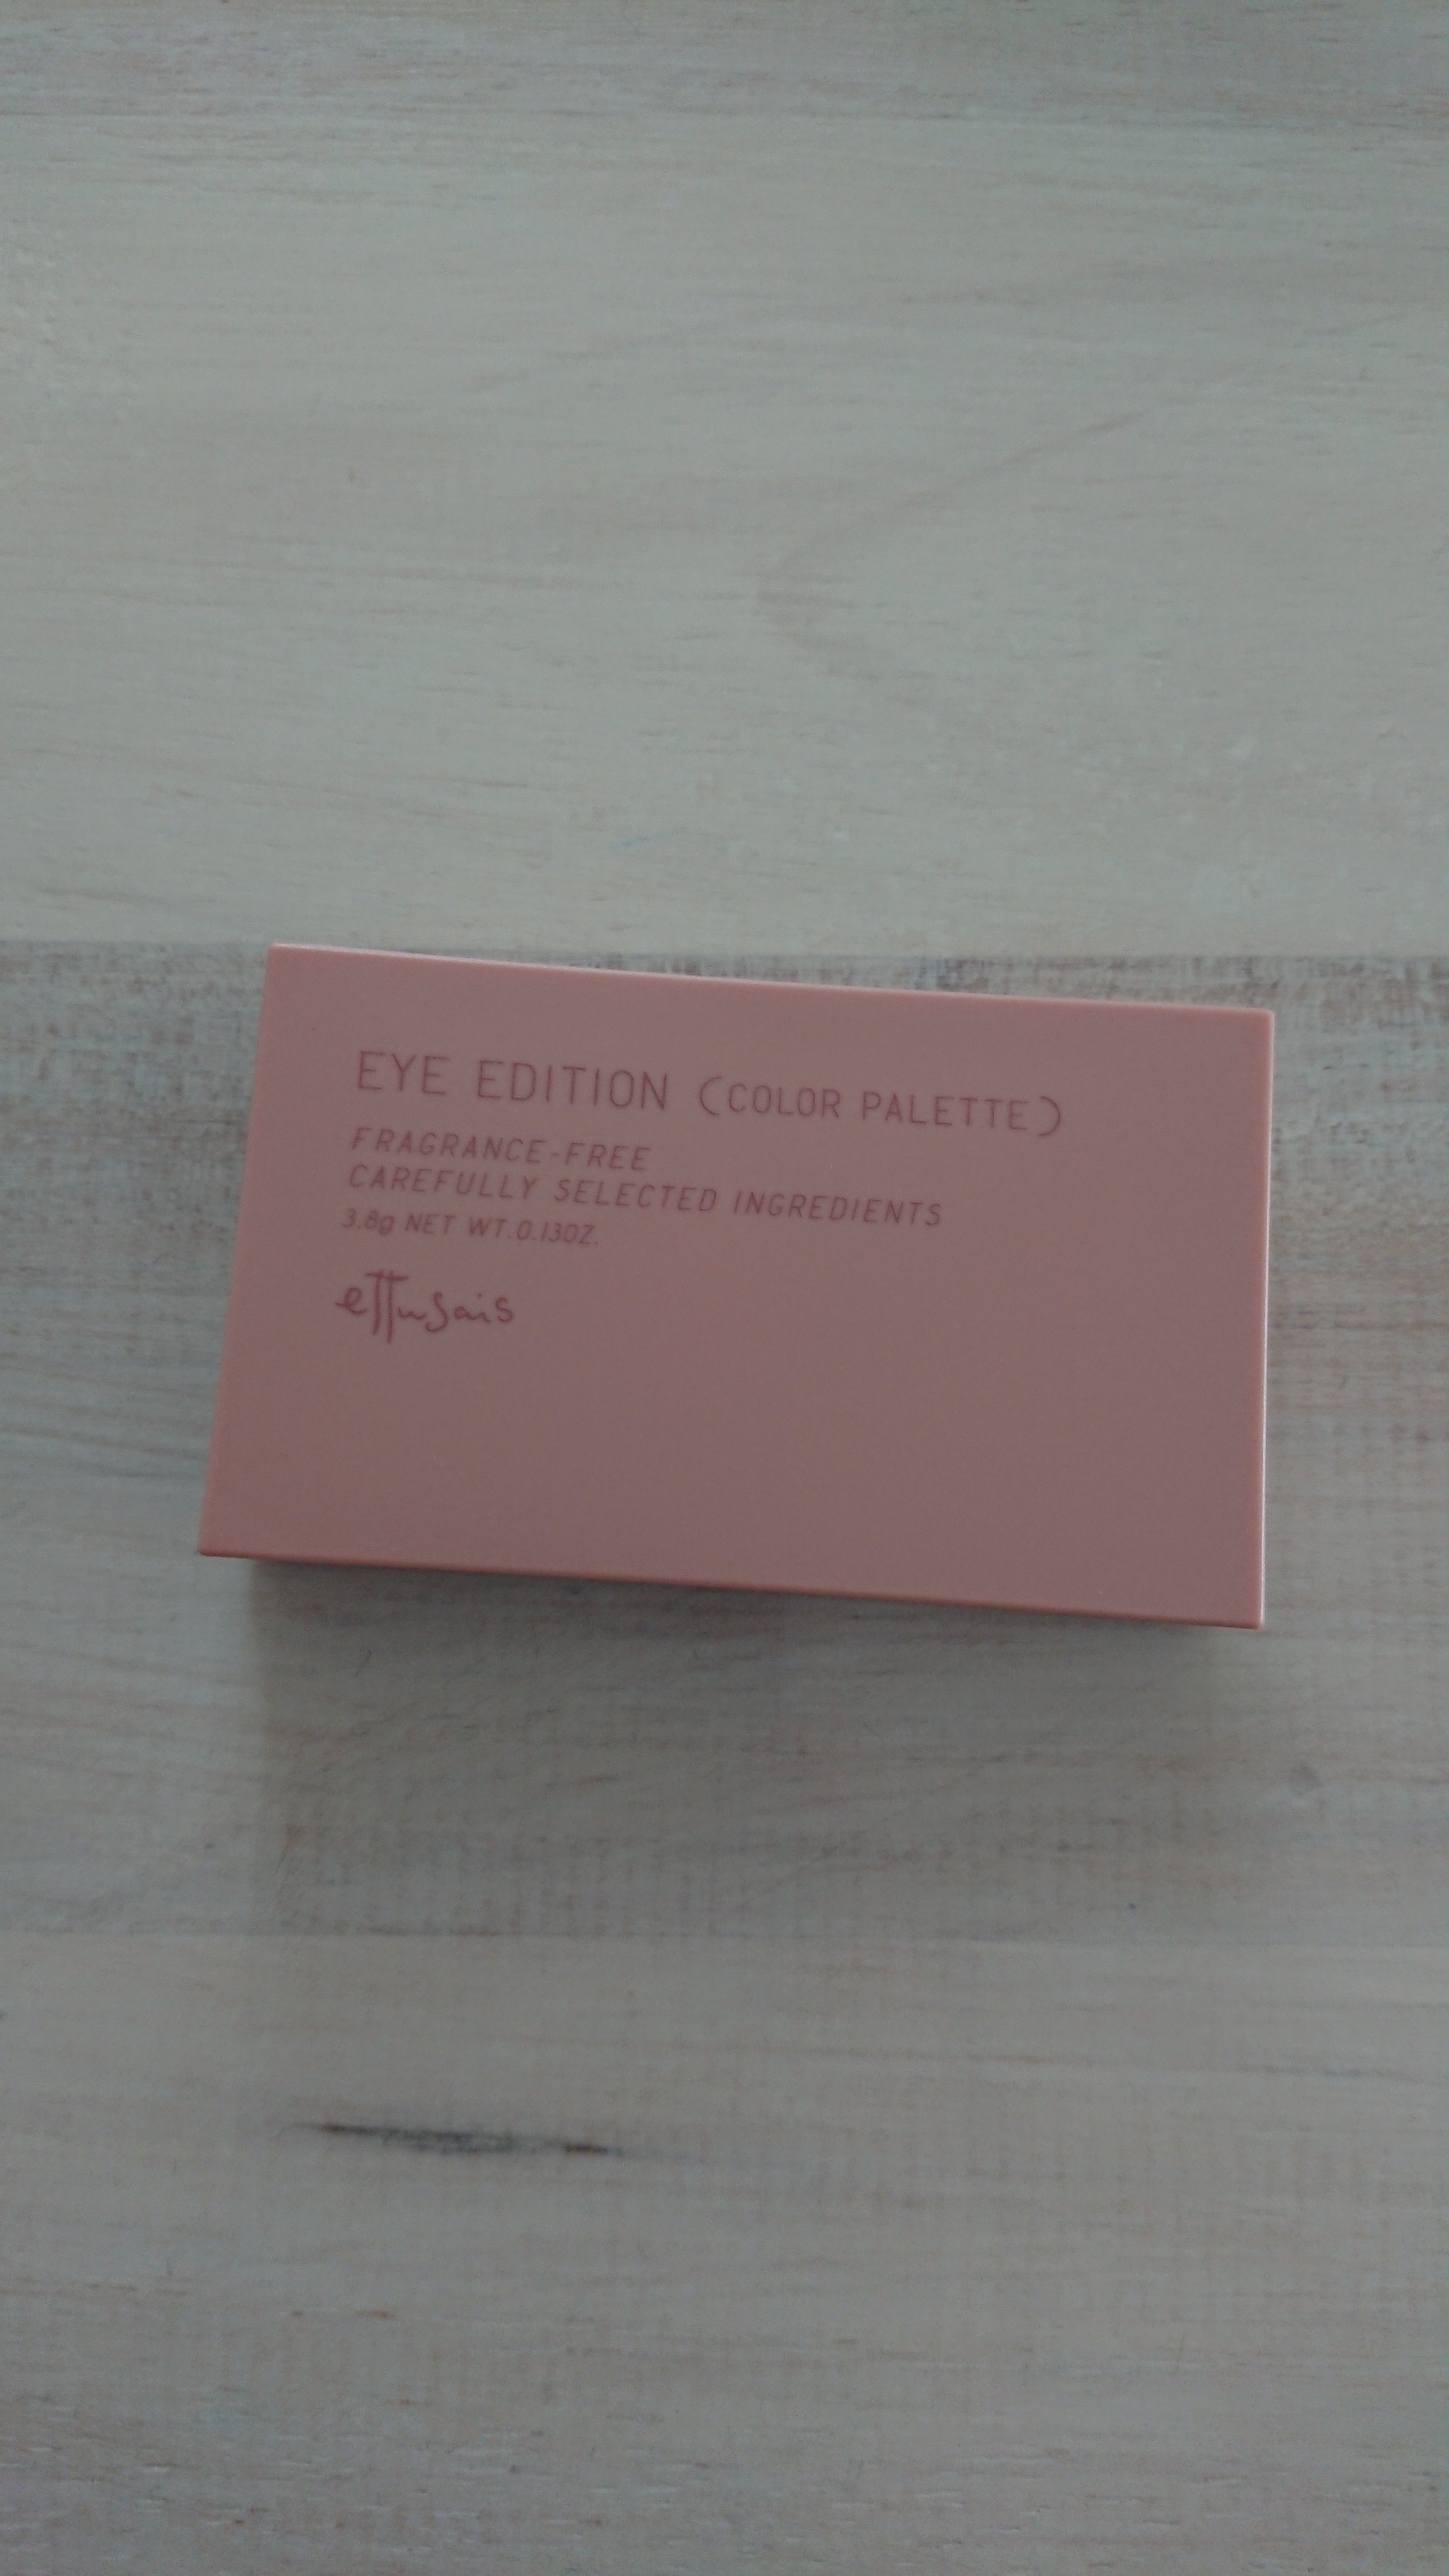 EYE EDITION (COLOR PALETTE)
FRAGRANCE-FREE
CAREFULLY SELECTED INGREDIENTS
3.8g NET WT.0.13OZ.
ettusais